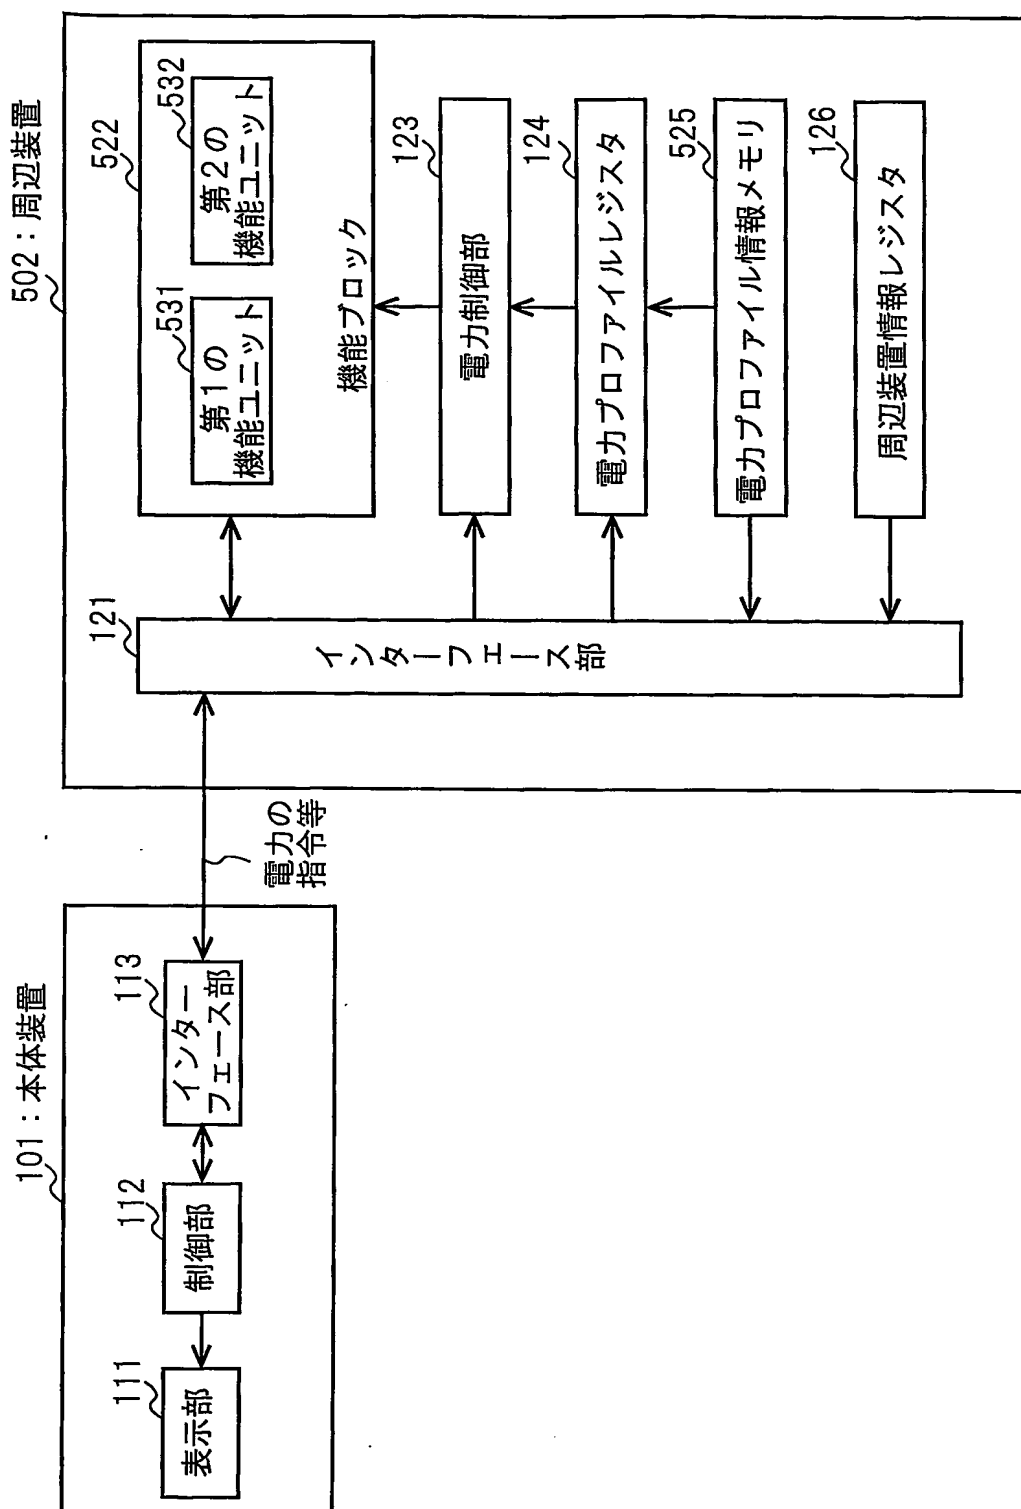 101：本体装置
111
表示部
112
制御部
113
インター
フェース部
電力の
指令等
502：周辺装置
121
インターフェース部
522
531
第1の
機能ユニット
532
第2の
機能ユニット
機能ブロック
123
電力制御部
124
電力プロファイルレジスタ
525
電力プロファイル情報メモリ
126
周辺装置情報レジスタ